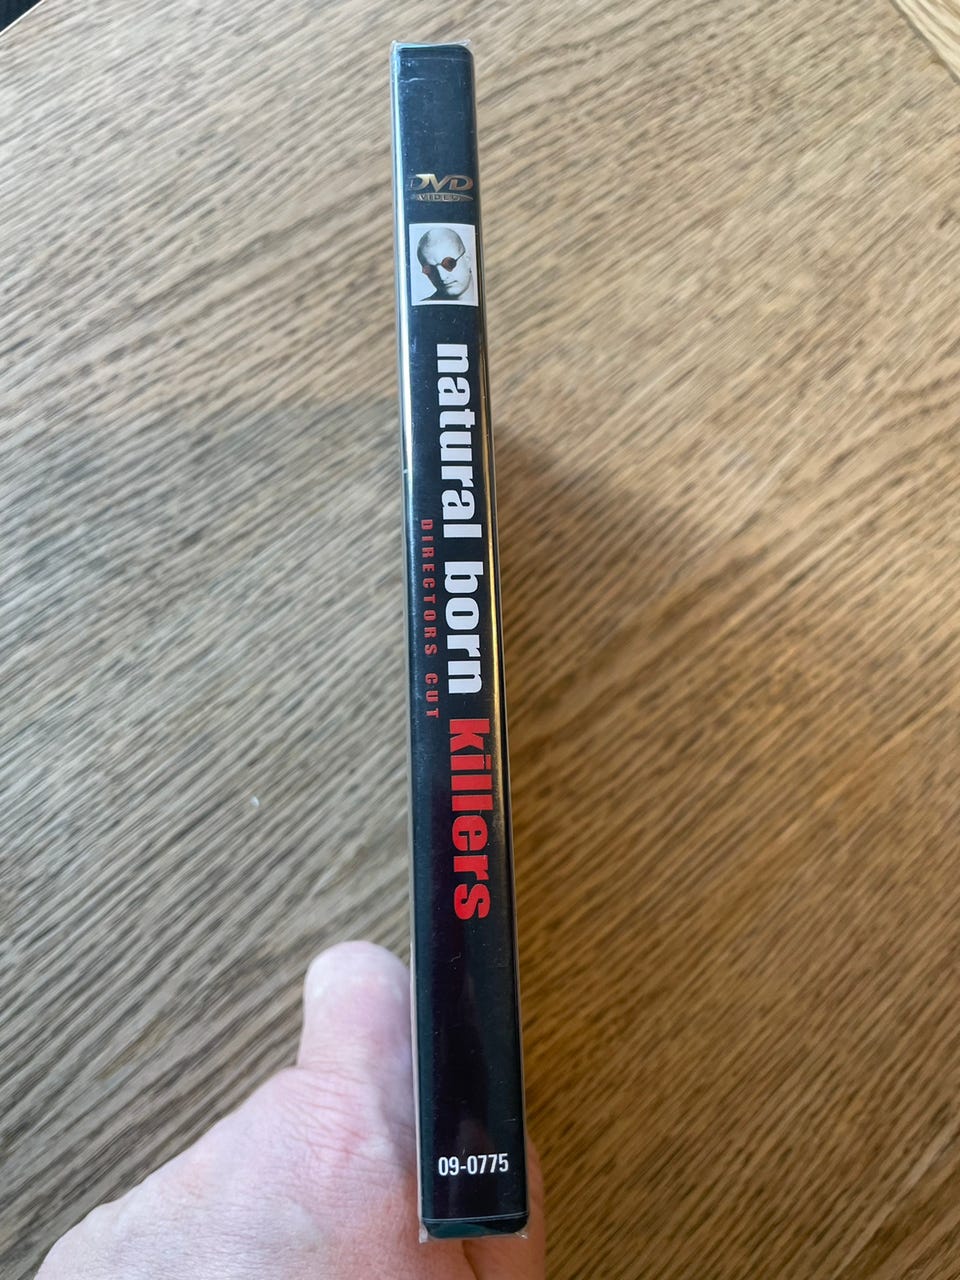 DVD
VIDEO
natural born killers
DIRECTORS CUT
09-0775